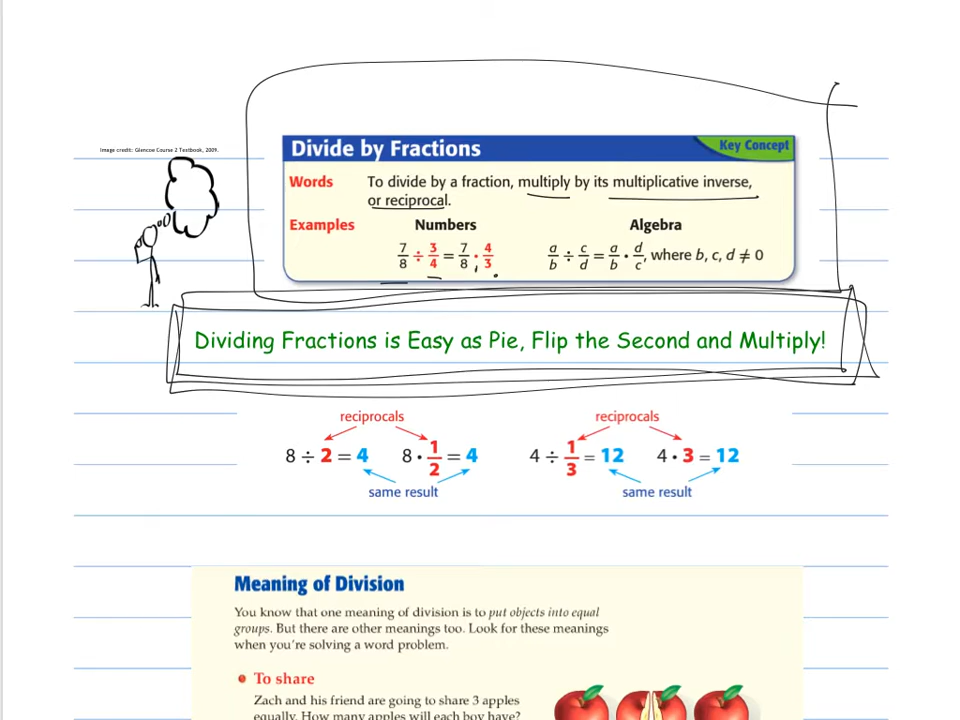 Image credit: Glencoe Course 2 Textbook, 2009.
Divide by Fractions
Key Concept
Words
To divide by a fraction, multiply by its multiplicative inverse,
or reciprocal.
Examples
Numbers
Algebra
7/8 ÷ 3/4 = 7/8 · 4/3
a/b ÷ c/d = a/b · d/c, where b, c, d ≠ 0
Dividing Fractions is Easy as Pie, Flip the Second and Multiply!
reciprocals
reciprocals
8 ÷ 2 = 4
8 · 1/2 = 4
4 ÷ 1/3 = 12
4 · 3 = 12
same result
same result
Meaning of Division
You know that one meaning of division is to put objects into equal
groups. But there are other meanings too. Look for these meanings
when you're solving a word problem.
To share
Zach and his friend are going to share 3 apples
equally. How many apples will each boy have?